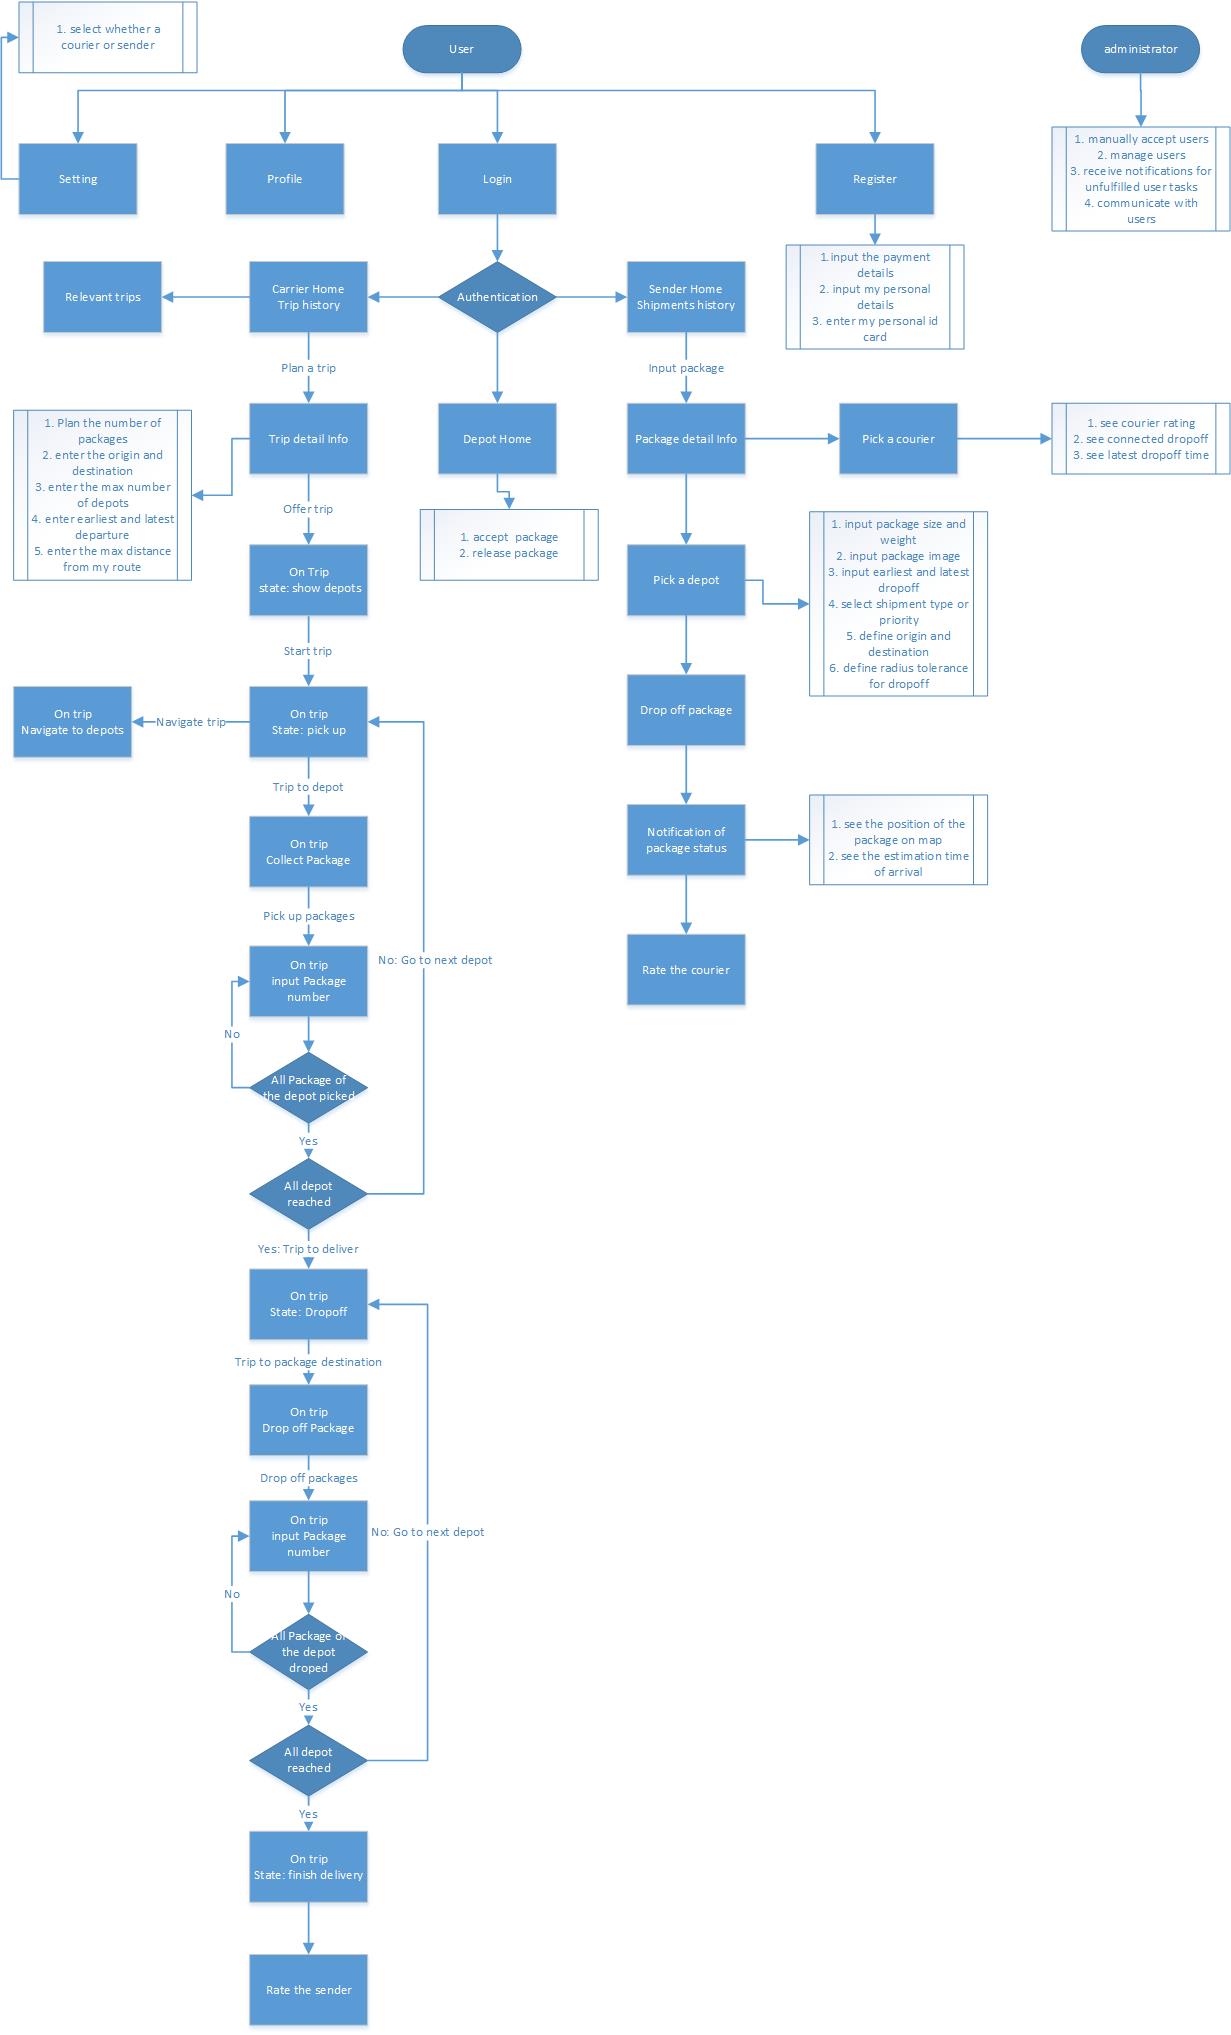 1. select whether a
courier or sender
User
administrator
Setting
Profile
Login
Register
1. manually accept users
2. manage users
3. receive notifications for
unfulfilled user tasks
4. communicate with
users
1.input the payment
details
2. input my personal
details
3. enter my personal id
card
Relevant trips
Carrier Home
Trip history
Authentication
Sender Home
Shipments history
Plan a trip
Input package
1. Plan the number of
packages
2. enter the origin and
destination
3. enter the max number
of depots
4. enter earliest and latest
departure
5. enter the max distance
from my route
Trip detail Info
Depot Home
Package detail Info
Pick a courier
1. see courier rating
2. see connected dropoff
3. see latest dropoff time
Offer trip
1. accept  package
2. release package
On Trip
state: show depots
Pick a depot
1. input package size and
weight
2. input package image
3. input earliest and latest
dropoff
4. select shipment type or
priority
5. define origin and
destination
6. define radius tolerance
for dropoff
Start trip
On trip
Navigate to depots
Navigate trip
On trip
State: pick up
Drop off package
Trip to depot
On trip
Collect Package
Notification of
package status
1. see the position of the
package on map
2. see the estimation time
of arrival
Pick up packages
On trip
input Package
number
No: Go to next depot
Rate the courier
No
All Package of
the depot picked
Yes
All depot
reached
Yes: Trip to deliver
On trip
State: Dropoff
Trip to package destination
On trip
Drop off Package
Drop off packages
On trip
input Package
number
No: Go to next depot
No
All Package of
the depot
droped
Yes
All depot
reached
Yes
On trip
State: finish delivery
Rate the sender